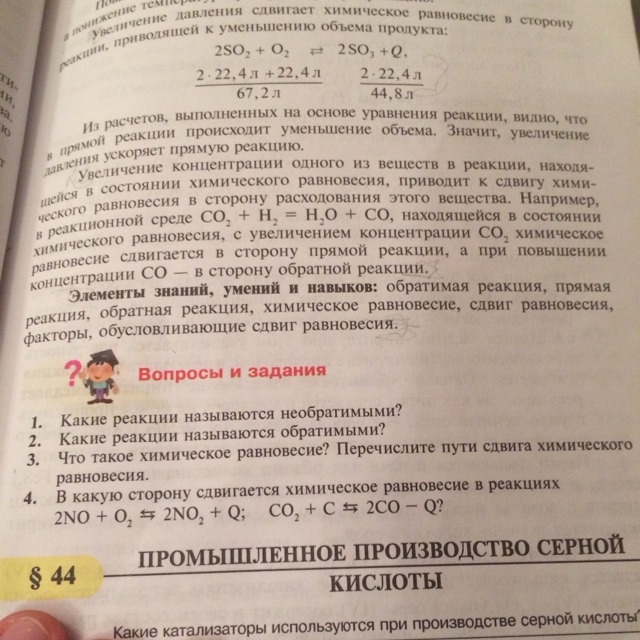 в понижение температуры
Увеличение давления сдвигает химическое равновесие в сторону
реакции, приводящей к уменьшению объема продукта:
2SO₂ + O₂ ⇄ 2SO₃ + Q,
2 · 22,4 л + 22,4 л   2 · 22,4 л
67,2 л   44,8 л
Из расчетов, выполненных на основе уравнения реакции, видно, что
в прямой реакции происходит уменьшение объема. Значит, увеличение
давления ускоряет прямую реакцию.
Увеличение концентрации одного из веществ в реакции, находя-
щейся в состоянии химического равновесия, приводит к сдвигу хими-
ческого равновесия в сторону расходования этого вещества. Например,
в реакционной среде CO₂ + H₂ = H₂O + CO, находящейся в состоянии
химического равновесия, с увеличением концентрации CO₂ химическое
равновесие сдвигается в сторону прямой реакции, а при повышении
концентрации CO — в сторону обратной реакции.
Элементы знаний, умений и навыков: обратимая реакция, прямая
реакция, обратная реакция, химическое равновесие, сдвиг равновесия,
факторы, обусловливающие сдвиг равновесия.
?
Вопросы и задания
1. Какие реакции называются необратимыми?
2. Какие реакции называются обратимыми?
3. Что такое химическое равновесие? Перечислите пути сдвига химического
равновесия.
4. В какую сторону сдвигается химическое равновесие в реакциях
2NO + O₂ ⇆ 2NO₂ + Q; CO₂ + C ⇆ 2CO − Q?
§ 44
ПРОМЫШЛЕННОЕ ПРОИЗВОДСТВО СЕРНОЙ
КИСЛОТЫ
Какие катализаторы используются при производстве серной кислоты?